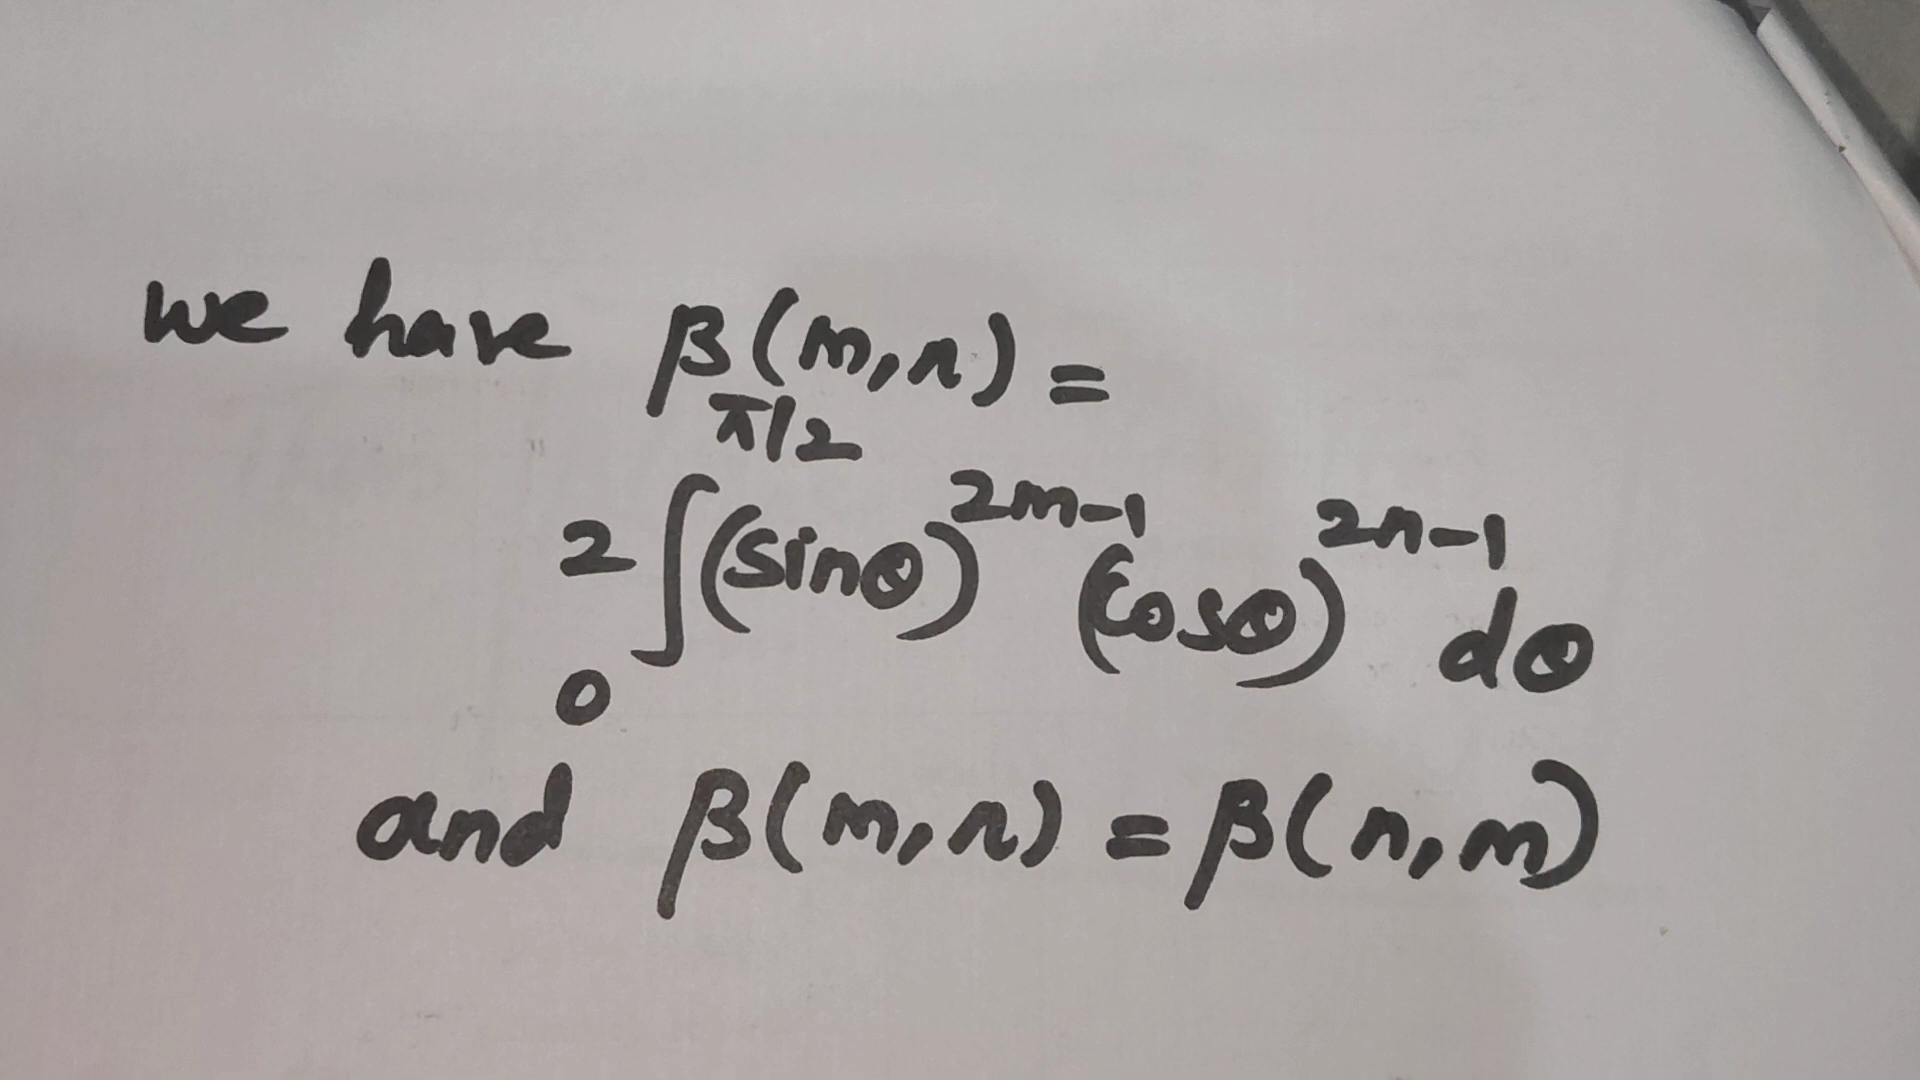 we have β(m,n) =
π/2
2 ∫(sinθ)^2m-1 (cosθ)^2n-1 dθ
0
and β(m,n) = β(n,m)